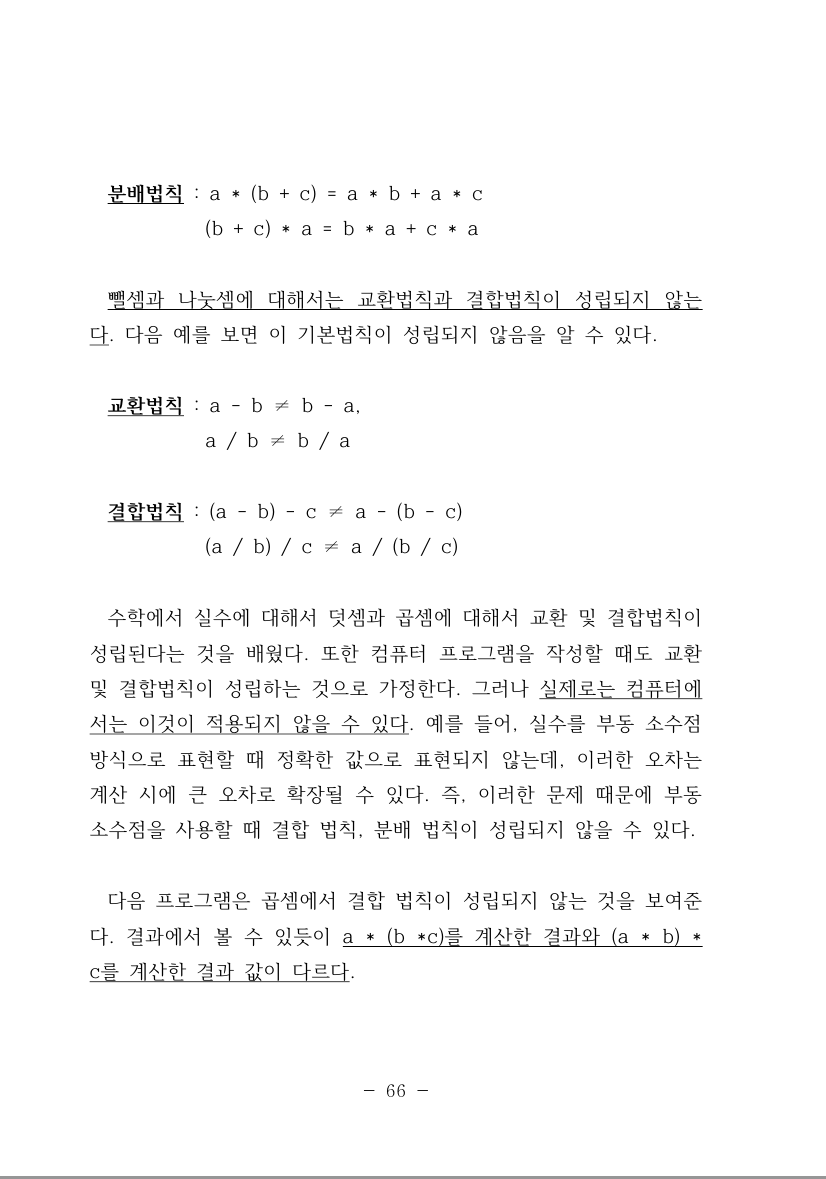 분배법칙 : a * (b + c) = a * b + a * c
(b + c) * a = b * a + c * a
뺄셈과 나눗셈에 대해서는 교환법칙과 결합법칙이 성립되지 않는
다. 다음 예를 보면 이 기본법칙이 성립되지 않음을 알 수 있다.
교환법칙 : a - b ≠ b - a,
a / b ≠ b / a
결합법칙 : (a - b) - c ≠ a - (b - c)
(a / b) / c ≠ a / (b / c)
수학에서 실수에 대해서 덧셈과 곱셈에 대해서 교환 및 결합법칙이
성립된다는 것을 배웠다. 또한 컴퓨터 프로그램을 작성할 때도 교환
및 결합법칙이 성립하는 것으로 가정한다. 그러나 실제로는 컴퓨터에
서는 이것이 적용되지 않을 수 있다. 예를 들어, 실수를 부동 소수점
방식으로 표현할 때 정확한 값으로 표현되지 않는데, 이러한 오차는
계산 시에 큰 오차로 확장될 수 있다. 즉, 이러한 문제 때문에 부동
소수점을 사용할 때 결합 법칙, 분배 법칙이 성립되지 않을 수 있다.
다음 프로그램은 곱셈에서 결합 법칙이 성립되지 않는 것을 보여준
다. 결과에서 볼 수 있듯이 a * (b *c)를 계산한 결과와 (a * b) *
c를 계산한 결과 값이 다르다.
- 66 -